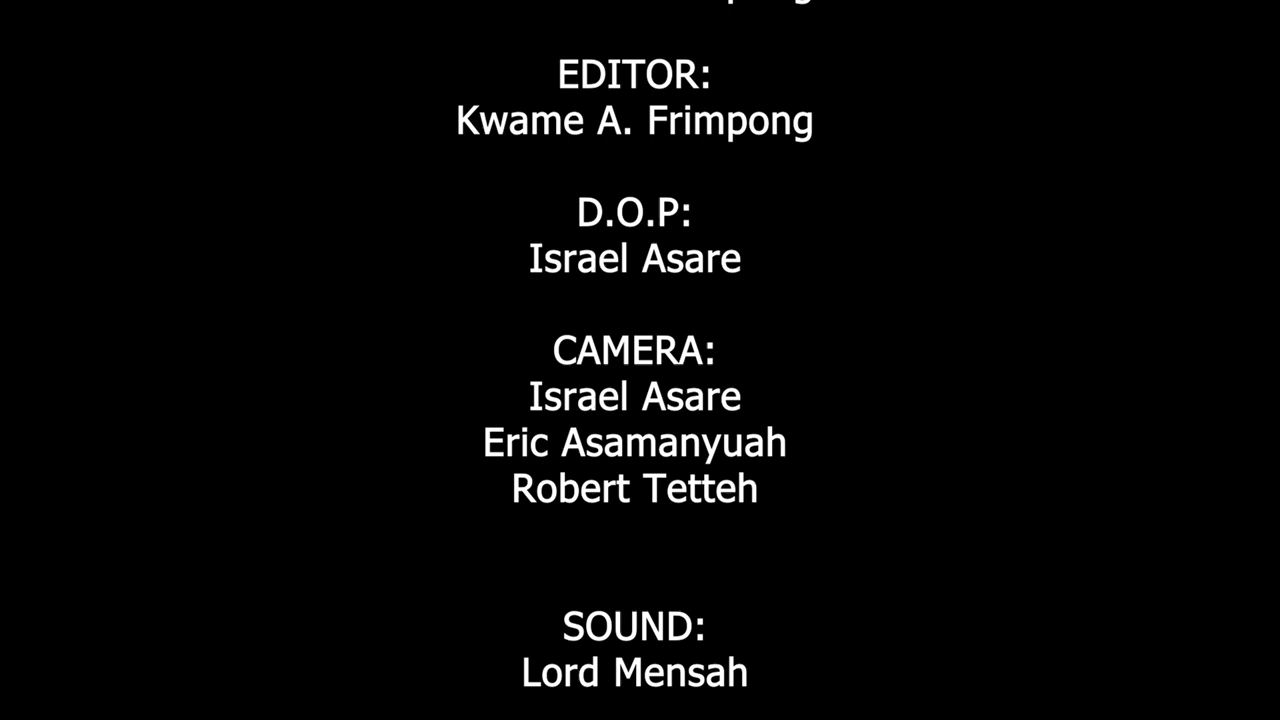 EDITOR:
Kwame A. Frimpong
D.O.P:
Israel Asare
CAMERA:
Israel Asare
Eric Asamanyuah
Robert Tetteh
SOUND:
Lord Mensah